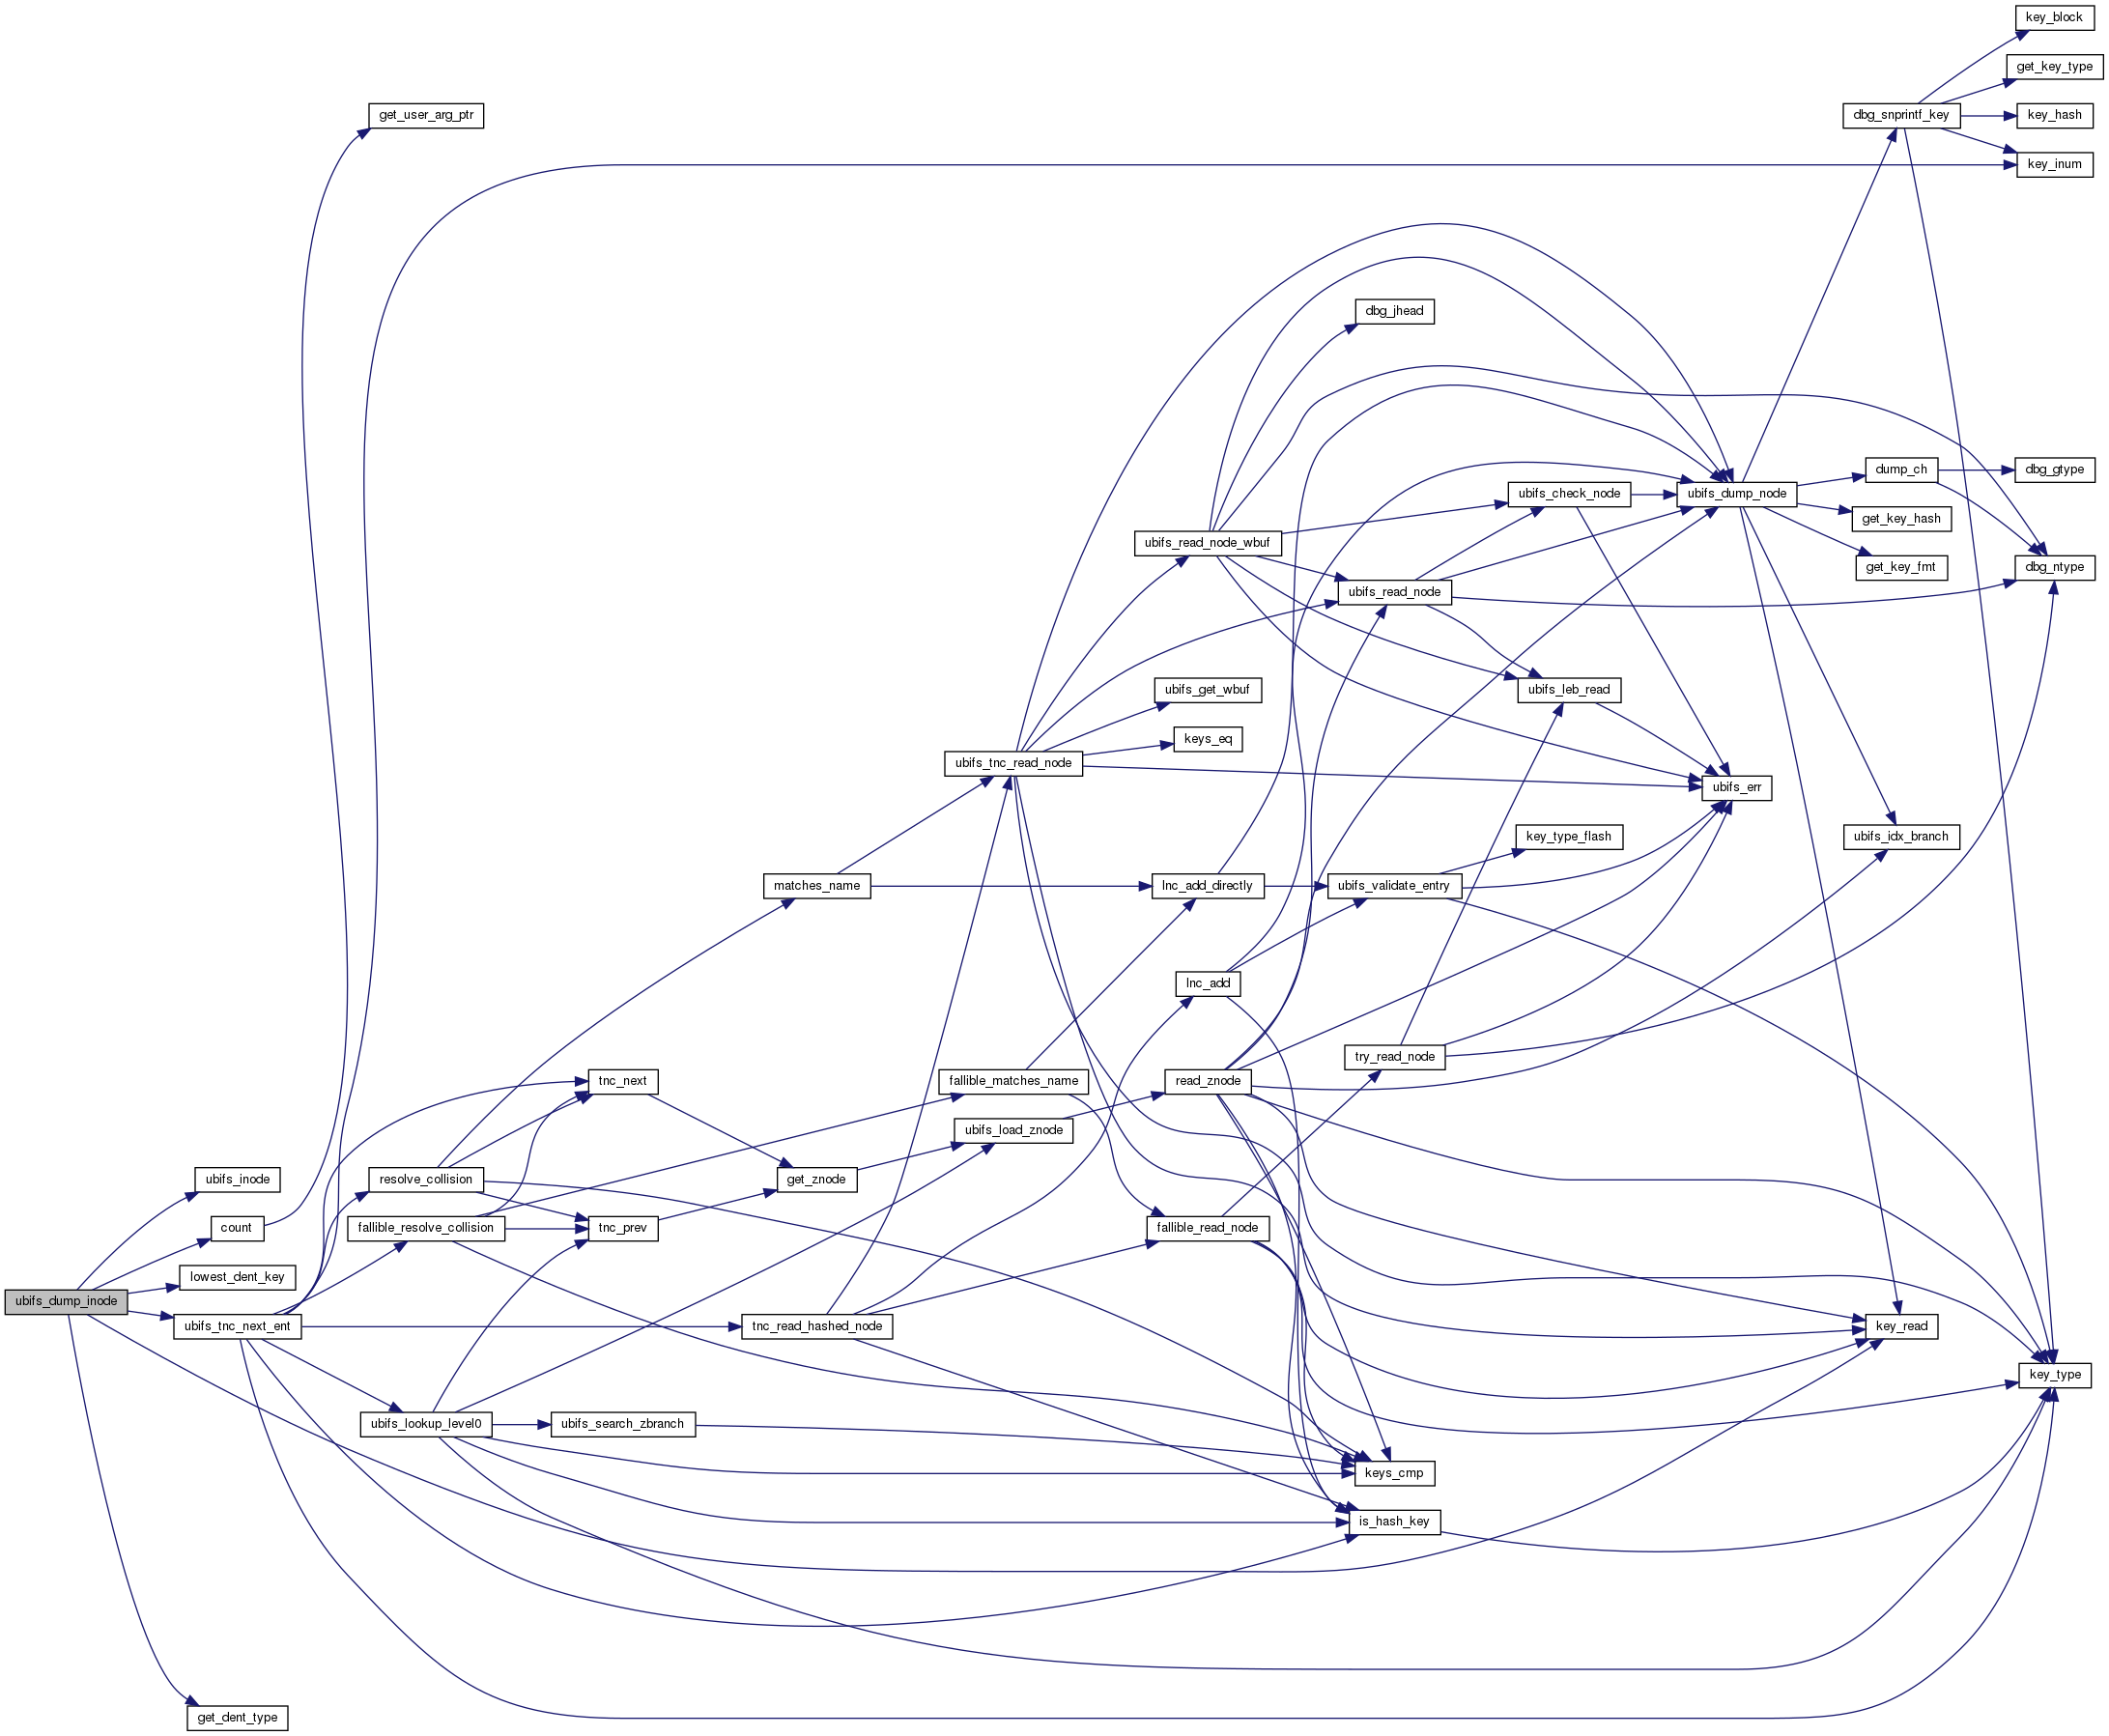 key_block
get_key_type
get_user_arg_ptr
dbg_snprintf_key
key_hash
key_inum
dbg_jhead
dump_ch
dbg_gtype
ubifs_check_node
ubifs_dump_node
get_key_hash
ubifs_read_node_wbuf
get_key_fmt
dbg_ntype
ubifs_read_node
ubifs_get_wbuf
ubifs_leb_read
keys_eq
ubifs_tnc_read_node
ubifs_err
key_type_flash
ubifs_idx_branch
matches_name
lnc_add_directly
ubifs_validate_entry
lnc_add
try_read_node
tnc_next
fallible_matches_name
read_znode
ubifs_load_znode
ubifs_inode
resolve_collision
get_znode
count
fallible_resolve_collision
tnc_prev
fallible_read_node
lowest_dent_key
ubifs_dump_inode
ubifs_tnc_next_ent
tnc_read_hashed_node
key_read
key_type
ubifs_lookup_level0
ubifs_search_zbranch
keys_cmp
is_hash_key
get_dent_type